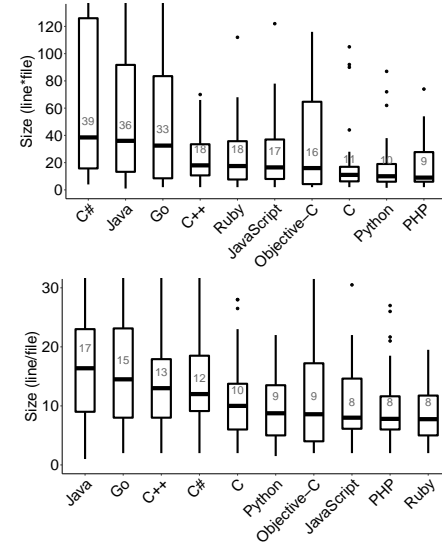 Size (line*file)
120
100
80
60
40
20
0
39
36
33
18
18
17
16
11
10
9
C#
Java
Go
C++
Ruby
JavaScript
Objective−C
C
Python
PHP
Size (line/file)
30
20
10
0
17
15
13
12
10
9
9
8
8
8
Java
Go
C++
C#
C
Python
Objective−C
JavaScript
PHP
Ruby